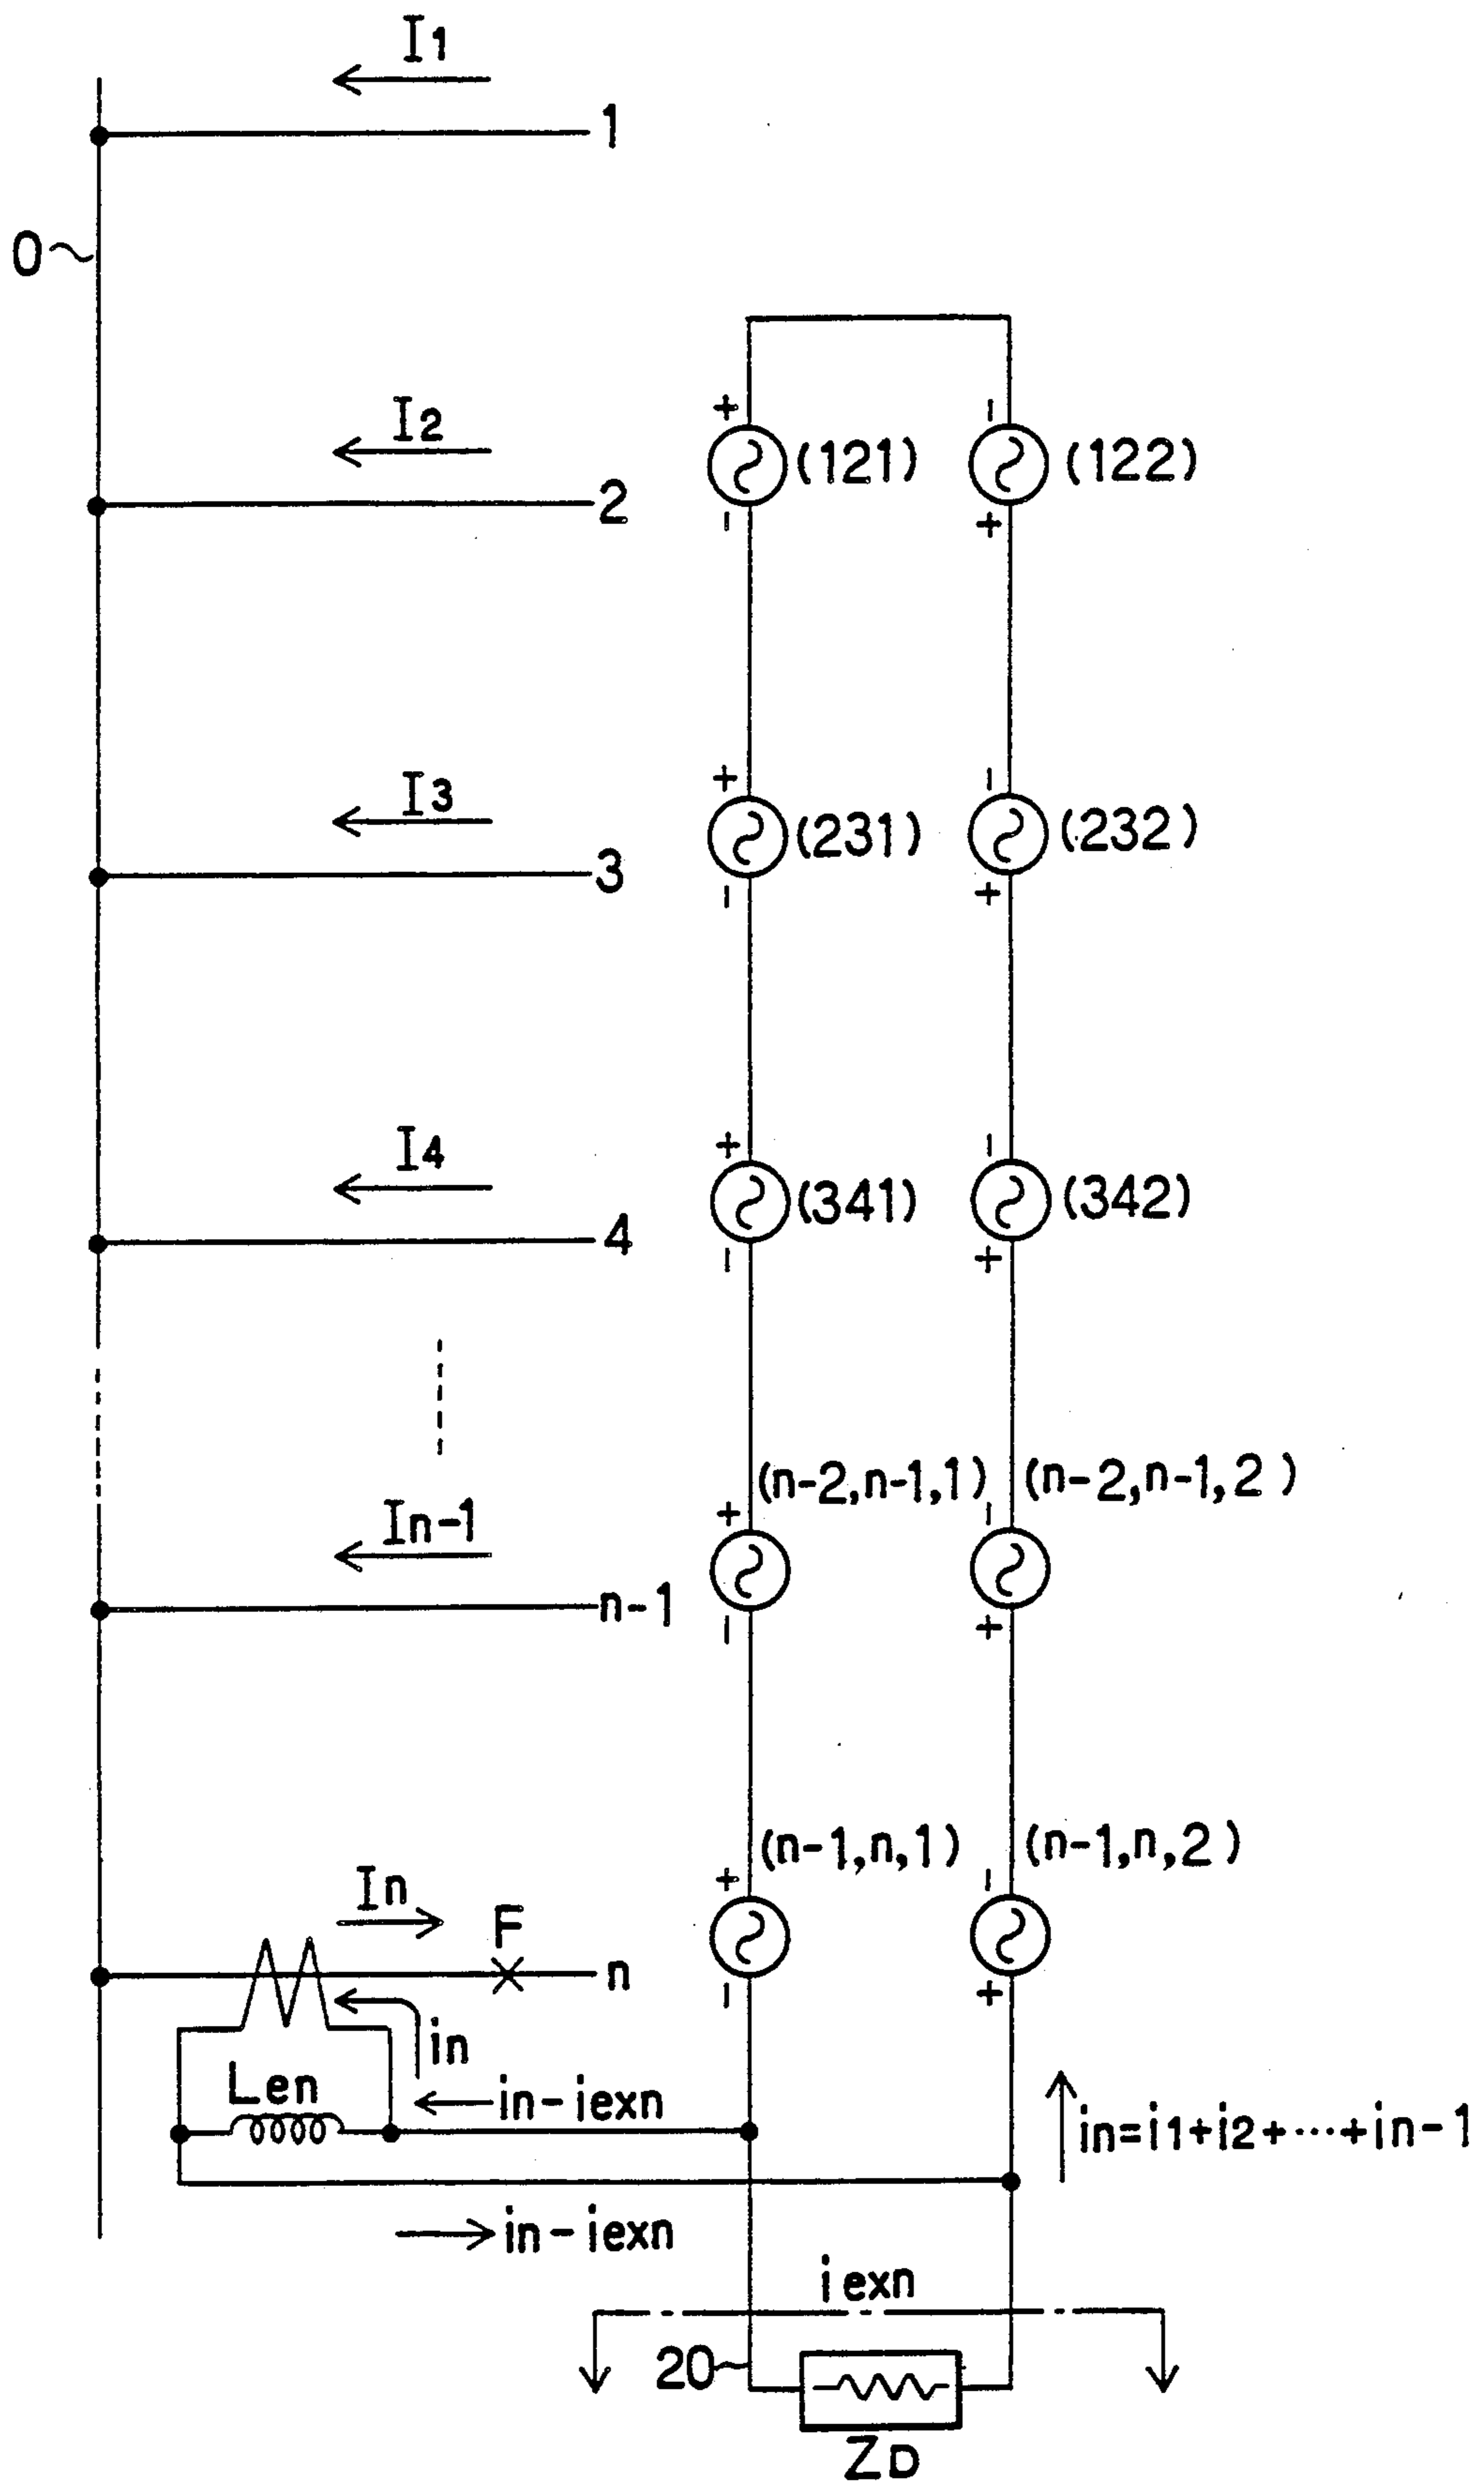 I1
1
0
I2
2
+ - (121) (122) - +
I3
3
+ - (231) (232) - +
I4
4
+ - (341) (342) - +
(n-2,n-1,1) (n-2,n-1,2)
In-1
+ - - +
n-1
(n-1,n,1) (n-1,n,2)
In
F
+ - - +
n
in
Len
in-iexn
in=i1+i2+···+in-1
in-iexn
iexn
20
ZD